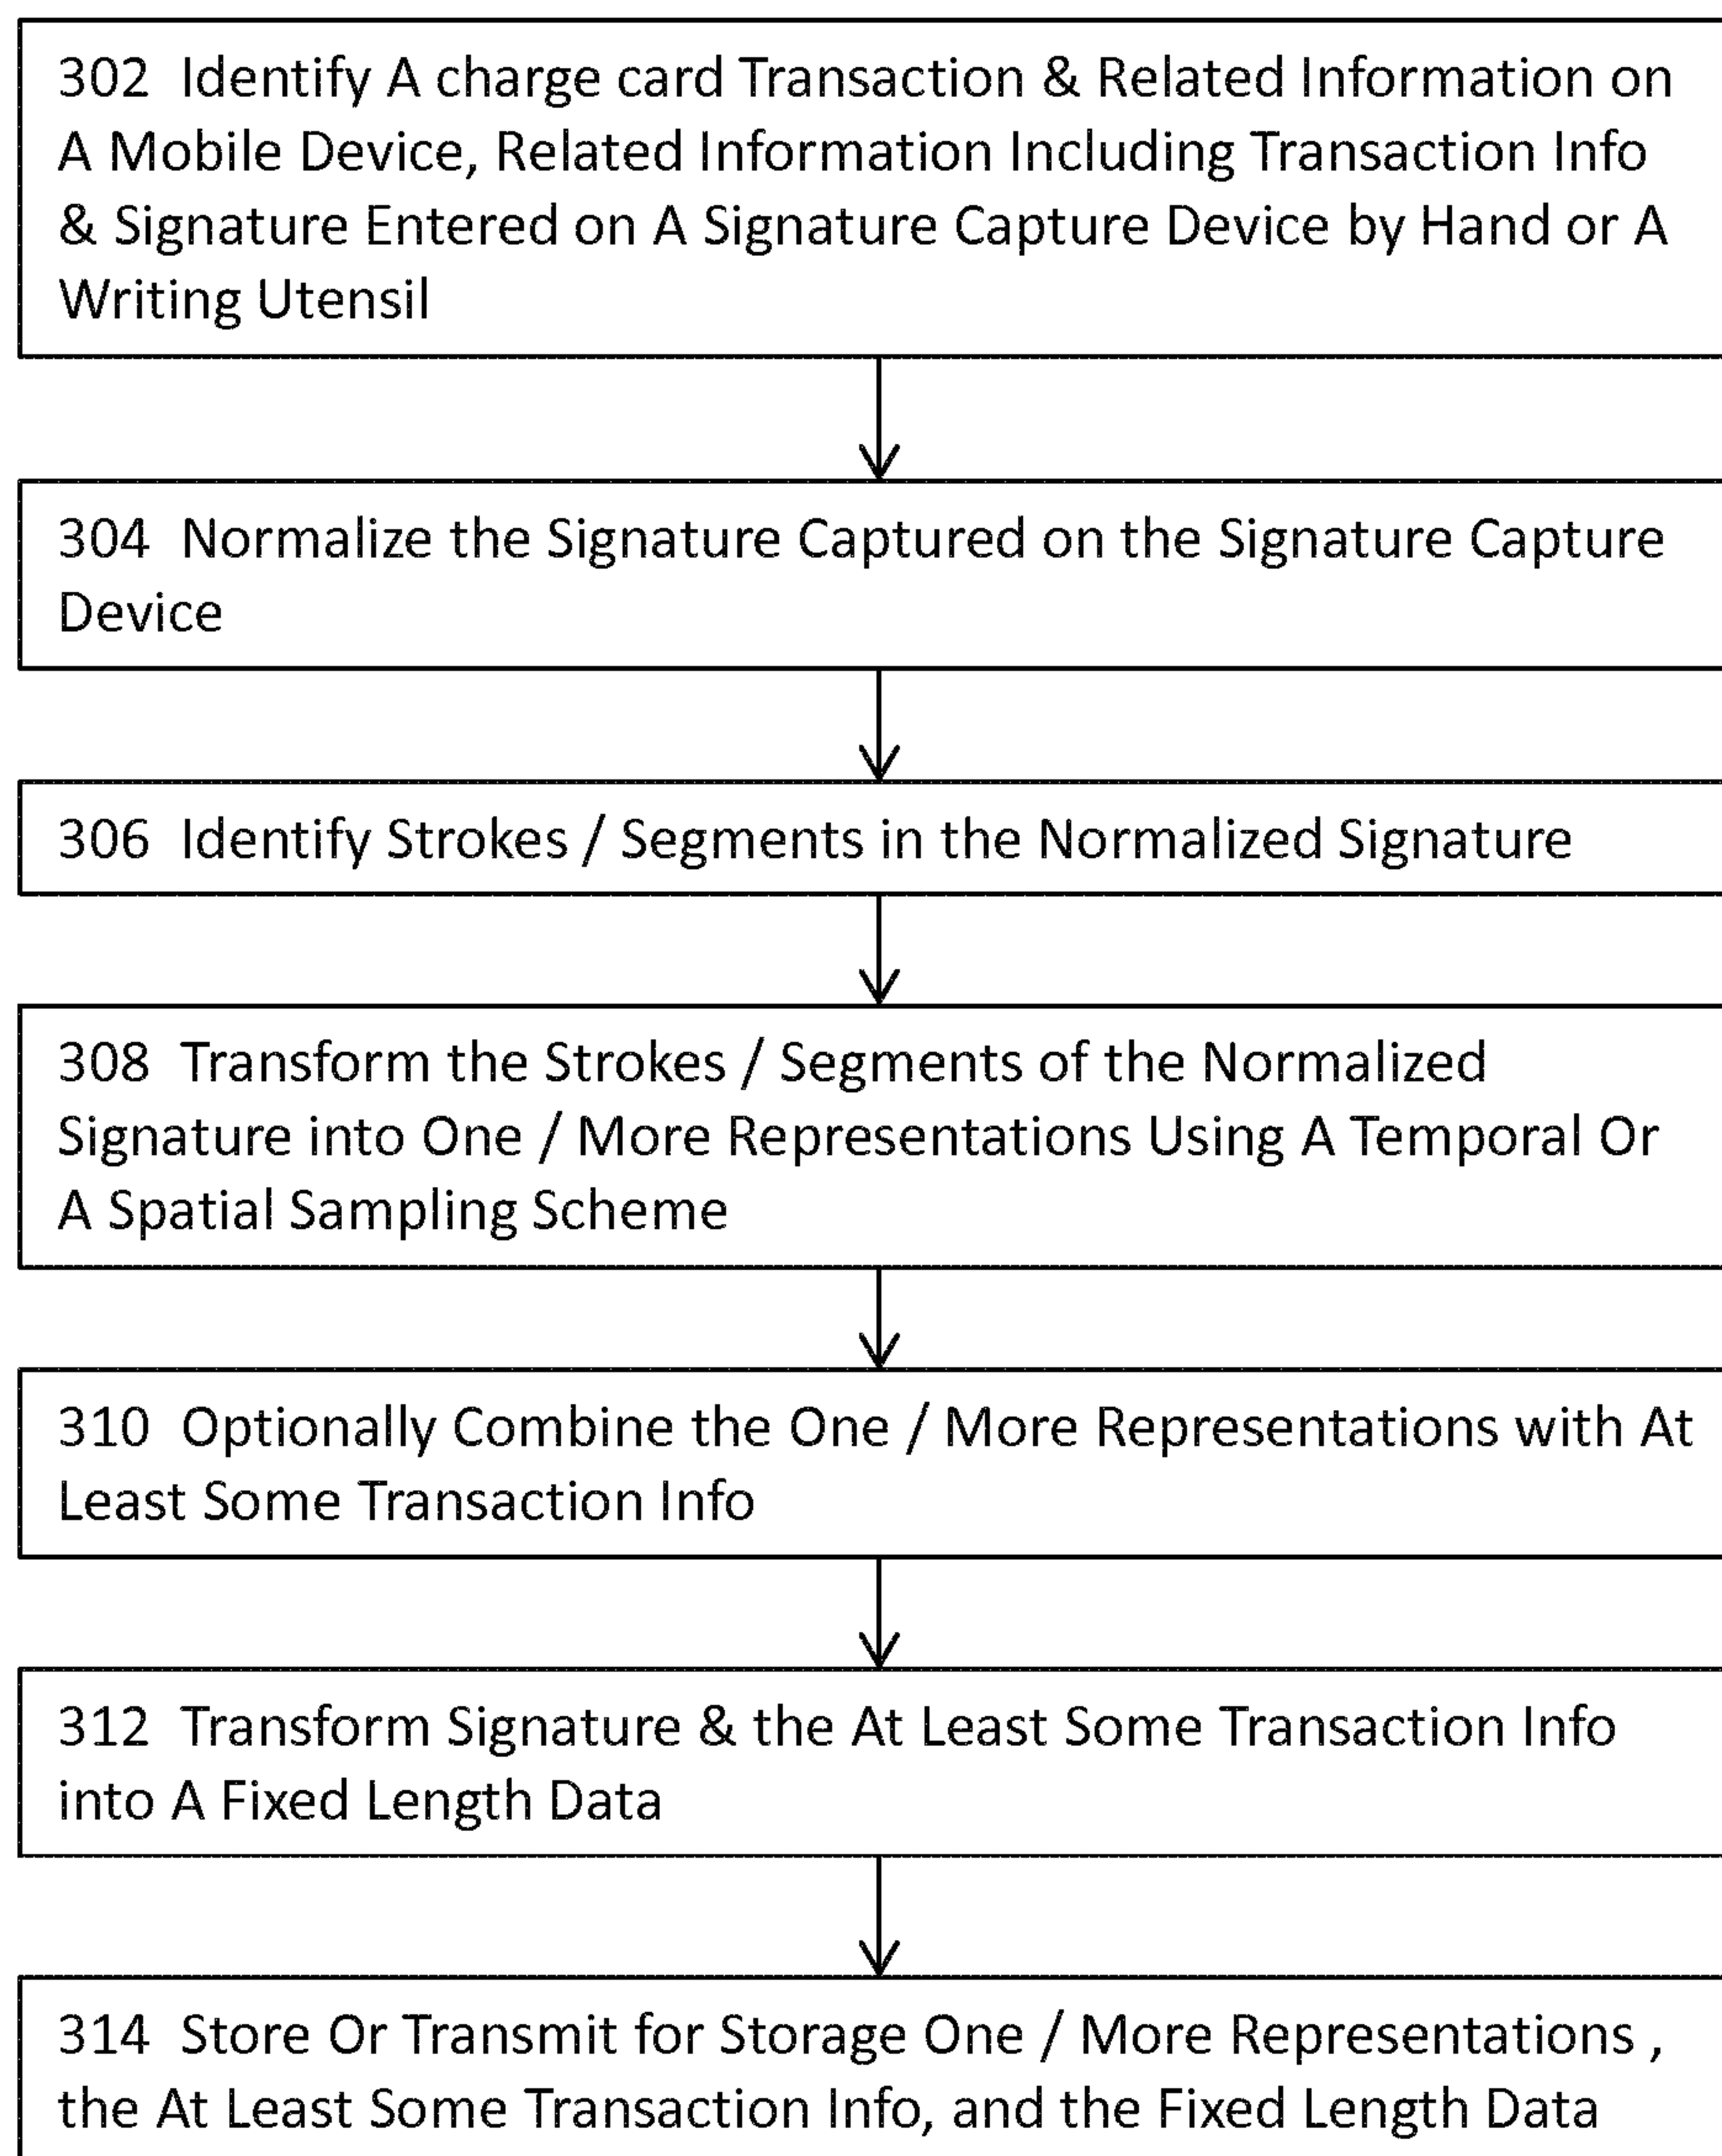 302 Identify A charge card Transaction & Related Information on
A Mobile Device, Related Information Including Transaction Info
& Signature Entered on A Signature Capture Device by Hand or A
Writing Utensil
304 Normalize the Signature Captured on the Signature Capture
Device
306 Identify Strokes / Segments in the Normalized Signature
308 Transform the Strokes / Segments of the Normalized
Signature into One / More Representations Using A Temporal Or
A Spatial Sampling Scheme
310 Optionally Combine the One / More Representations with At
Least Some Transaction Info
312 Transform Signature & the At Least Some Transaction Info
into A Fixed Length Data
314 Store Or Transmit for Storage One / More Representations ,
the At Least Some Transaction Info, and the Fixed Length Data